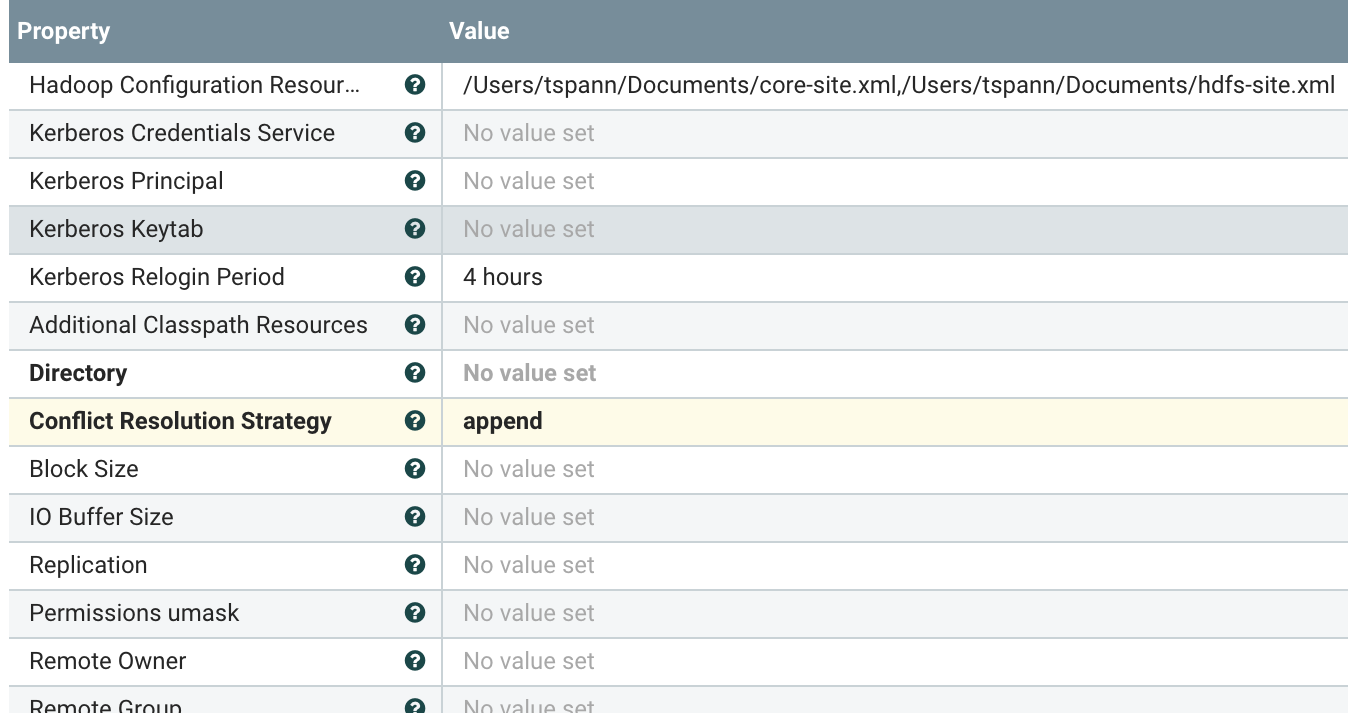 Property Value
Hadoop Configuration Resour... ? /Users/tspann/Documents/core-site.xml,/Users/tspann/Documents/hdfs-site.xml
Kerberos Credentials Service ? No value set
Kerberos Principal ? No value set
Kerberos Keytab ? No value set
Kerberos Relogin Period ? 4 hours
Additional Classpath Resources ? No value set
Directory ? No value set
Conflict Resolution Strategy ? append
Block Size ? No value set
IO Buffer Size ? No value set
Replication ? No value set
Permissions umask ? No value set
Remote Owner ? No value set
Remote Group ? No value set